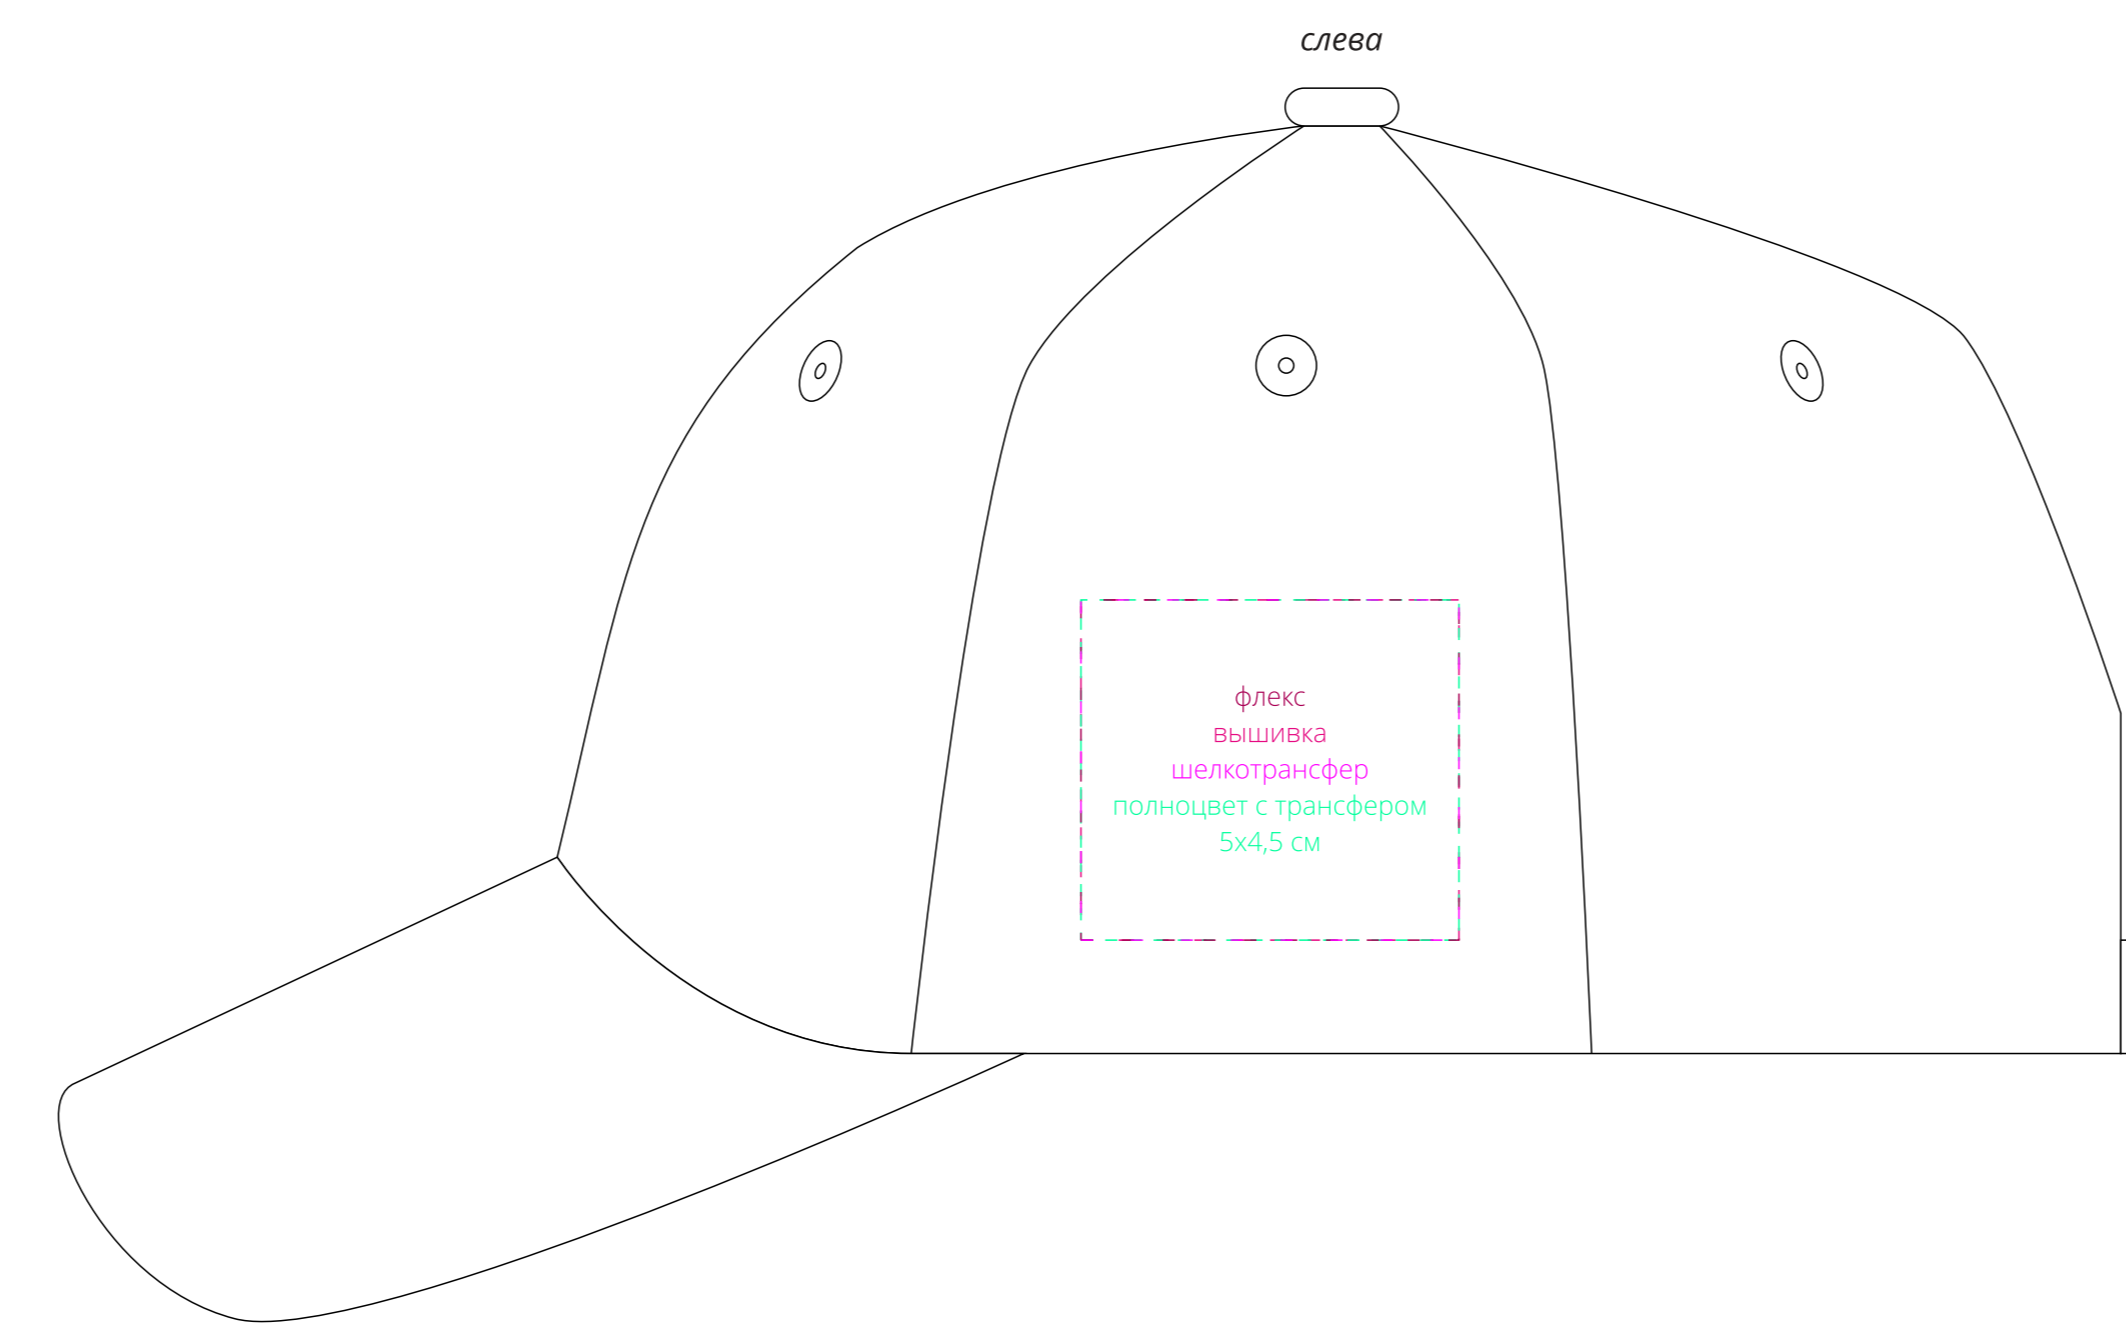 слева
флекс
вышивка
шелкотрансфер
полноцвет с трансфером
5х4,5 см